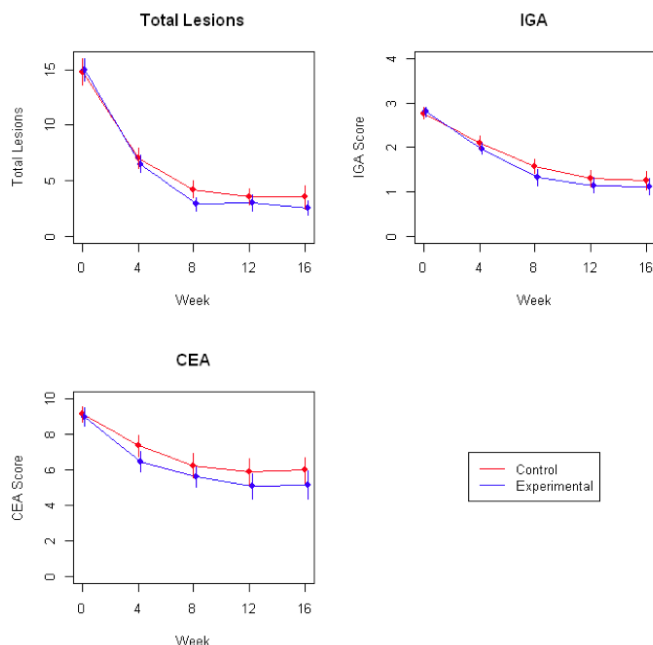 Total Lesions
Total Lesions
15
10
5
0
0 4 8 12 16
Week
IGA
IGA Score
4
3
2
1
0
0 4 8 12 16
Week
CEA
CEA Score
10
8
6
4
2
0
0 4 8 12 16
Week
Control
Experimental